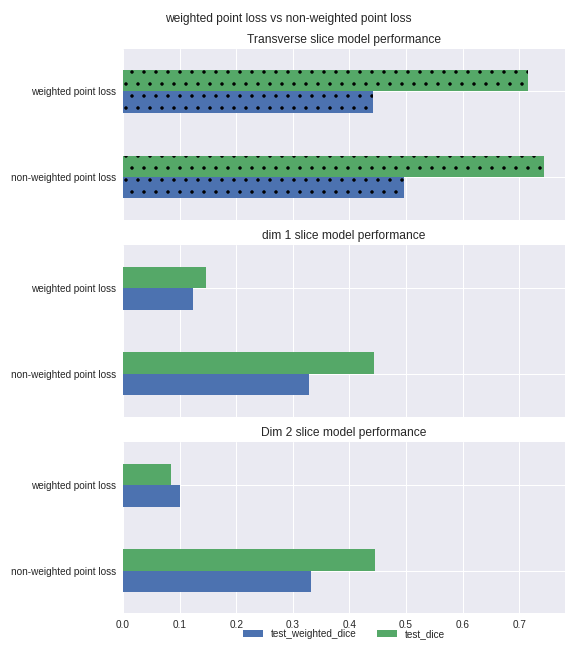 weighted point loss vs non-weighted point loss
Transverse slice model performance
weighted point loss
non-weighted point loss
dim 1 slice model performance
weighted point loss
non-weighted point loss
Dim 2 slice model performance
weighted point loss
non-weighted point loss
0.0 0.1 0.2 0.3 0.4 0.5 0.6 0.7
test_weighted_dice test_dice